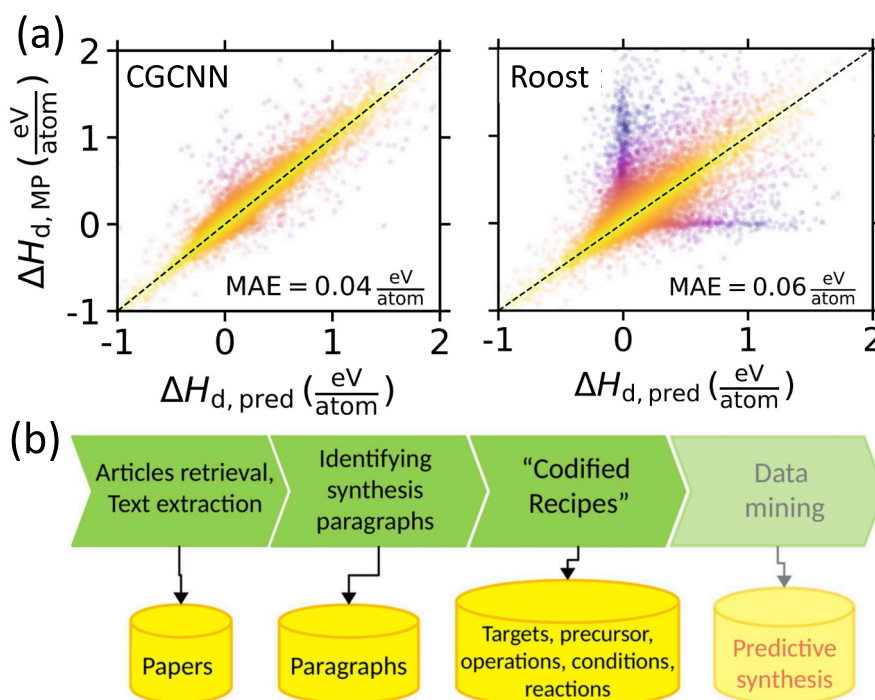 (a)
CGCNN
Roost
2
1
0
-1
ΔH_d, MP (eV/atom)
MAE = 0.04 eV/atom
MAE = 0.06 eV/atom
-1 0 1 2
-1 0 1 2
ΔH_d, pred (eV/atom)
ΔH_d, pred (eV/atom)
(b)
Articles retrieval,
Text extraction
Identifying
synthesis
paragraphs
“Codified
Recipes”
Data
mining
Papers
Paragraphs
Targets, precursor,
operations, conditions,
reactions
Predictive
synthesis